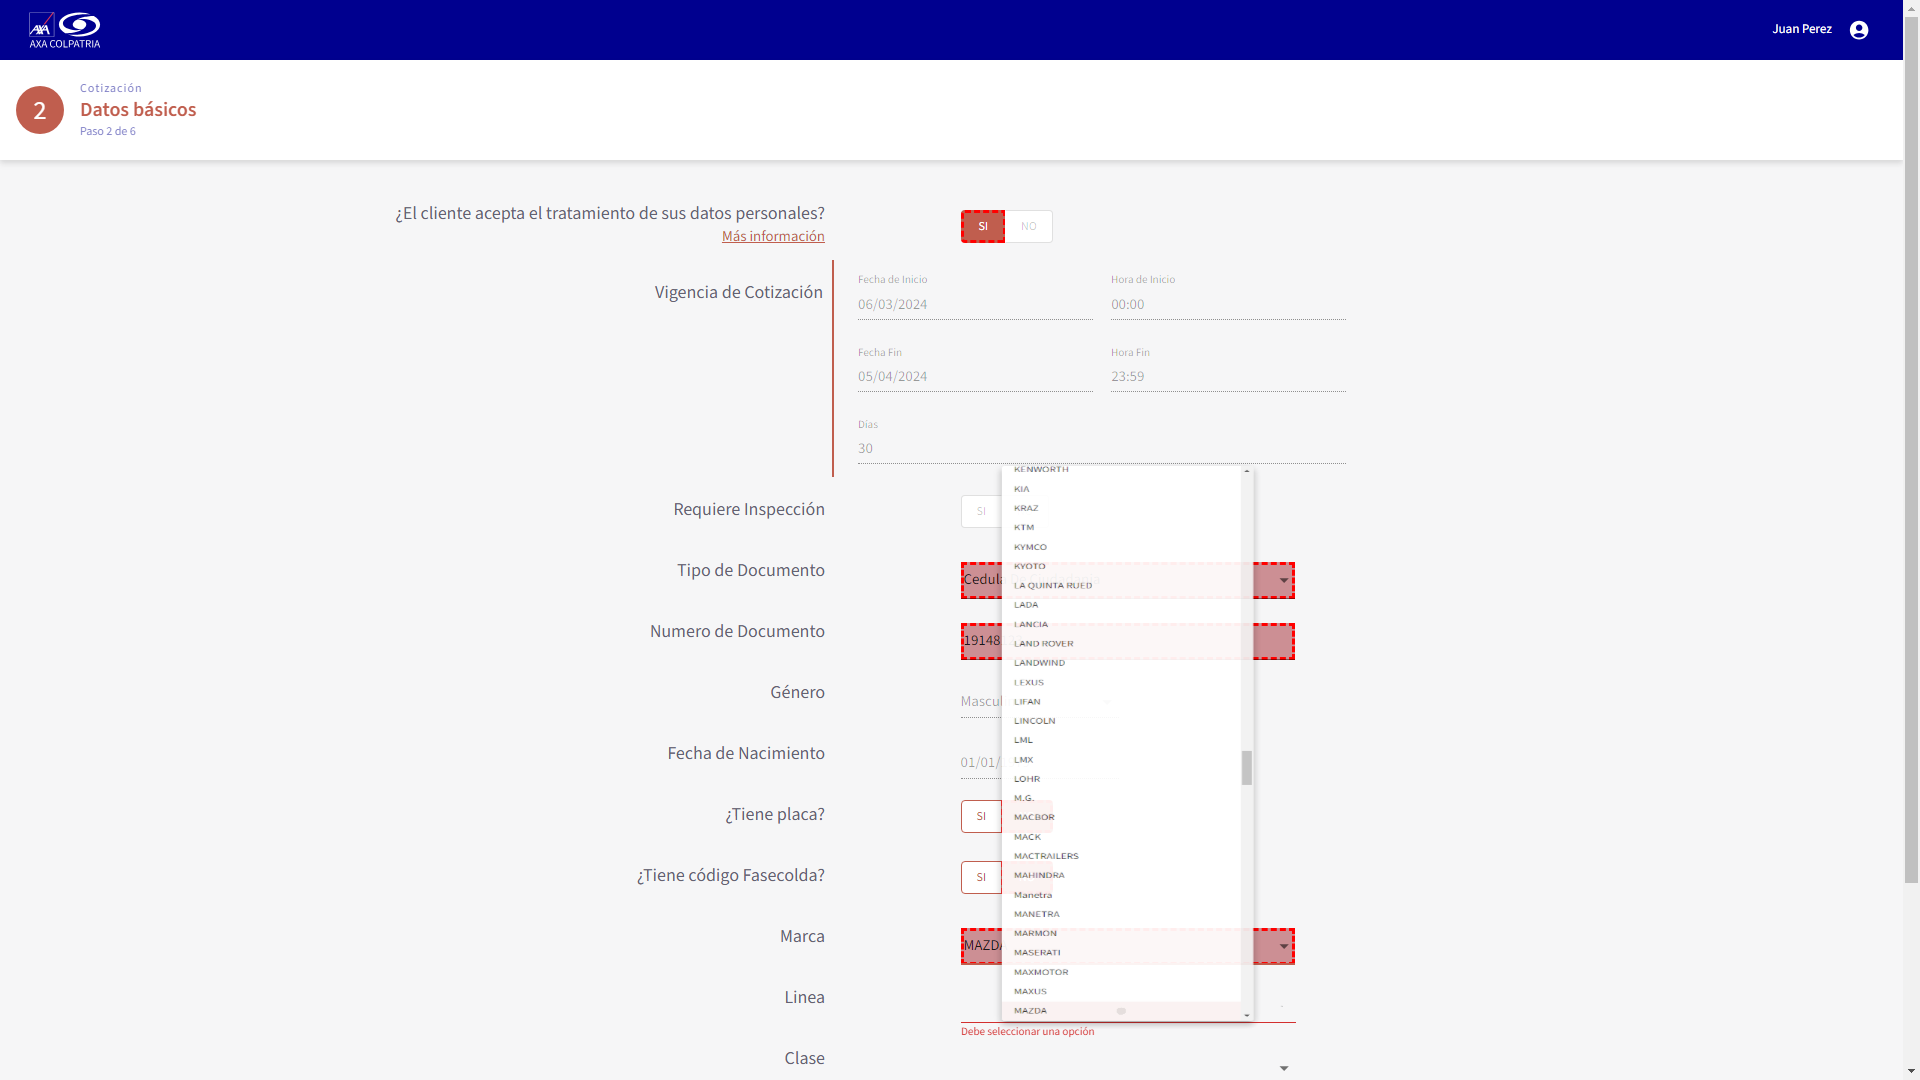 AXA COLPATRIA
Juan Perez
2
Cotización
Datos básicos
Paso 2 de 6
¿El cliente acepta el tratamiento de sus datos personales?
Más información
SI NO
Vigencia de Cotización
Fecha de Inicio
06/03/2024
Hora de Inicio
00:00
Fecha Fin
05/04/2024
Hora Fin
23:59
Días
30
Requiere Inspección
SI
Tipo de Documento
Numero de Documento
Género
Fecha de Nacimiento
01/01/
¿Tiene placa?
SI
¿Tiene código Fasecolda?
SI
Marca
MAZDA
Linea
Debe seleccionar una opción
Clase
KENWORTH
KIA
KRAZ
KTM
KYMCO
KYOTO
LA QUINTA RUED
LADA
LANCIA
LAND ROVER
LANDWIND
LEXUS
LIFAN
LINCOLN
LML
LMX
LOHR
M.G.
MACBOR
MACK
MACTRAILERS
MAHINDRA
Manetra
MANETRA
MARMON
MASERATI
MAXMOTOR
MAXUS
MAZDA